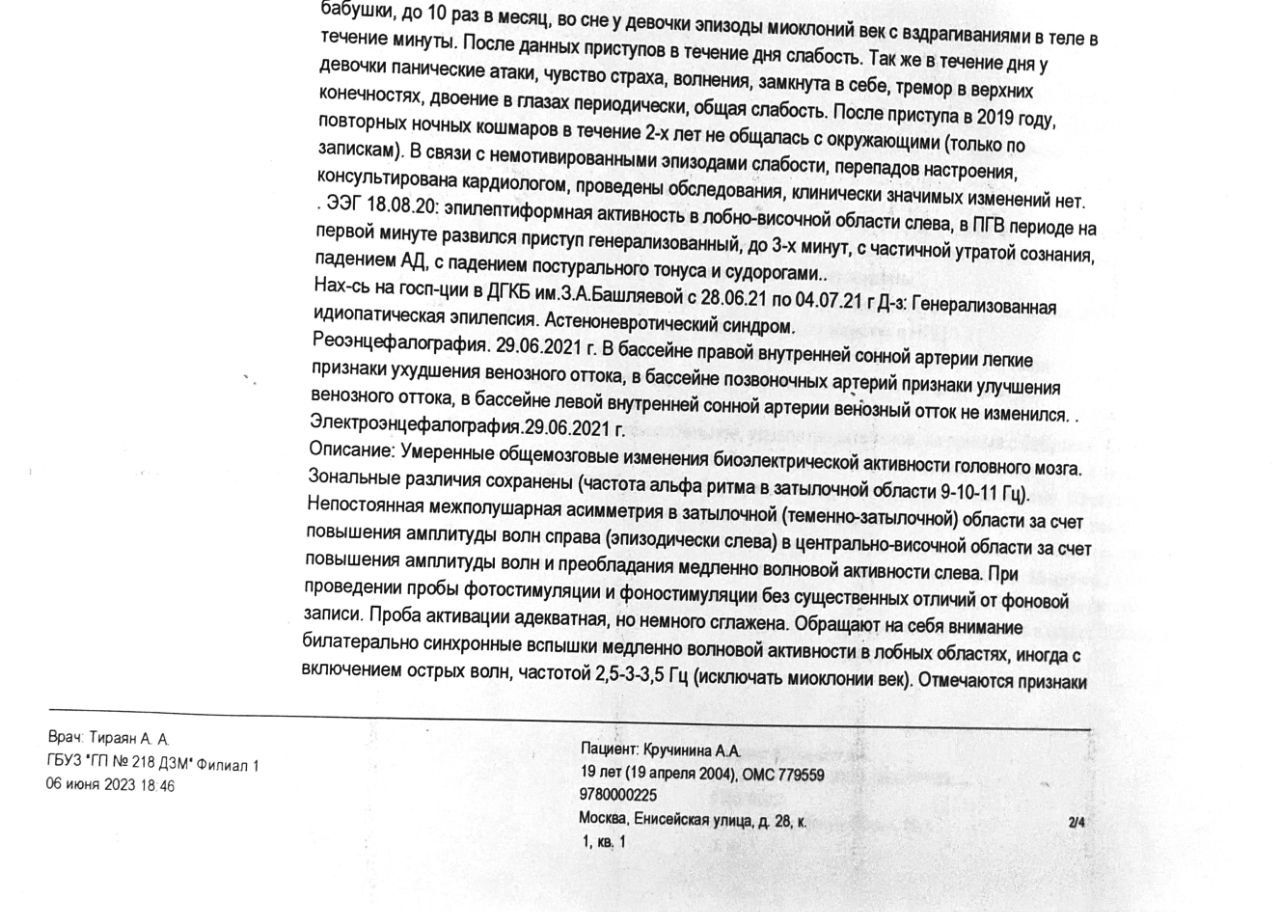 бабушки, до 10 раз в месяц, во сне у девочки эпизоды миоклоний век с вздрагиваниями в теле в
течение минуты. После данных приступов в течение дня слабость. Так же в течение дня у
девочки панические атаки, чувство страха, волнения, замкнута в себе, тремор в верхних
конечностях, двоение в глазах периодически, общая слабость. После приступа в 2019 году,
повторных ночных кошмаров в течение 2-х лет не общалась с окружающими (только по
запискам). В связи с немотивированными эпизодами слабости, перепадов настроения,
консультирована кардиологом, проведены обследования, клинически значимых изменений нет.
. ЭЭГ 18.08.20: эпилептиформная активность в лобно-височной области слева, в ПГВ периоде на
первой минуте развился приступ генерализованный, до 3-х минут, с частичной утратой сознания,
падением АД, с падением постурального тонуса и судорогами..
Нах-сь на госп-ции в ДГКБ им.З.А.Башляевой с 28.06.21 по 04.07.21 г Д-з: Генерализованная
идиопатическая эпилепсия. Астеноневротический синдром.
Реоэнцефалография. 29.06.2021 г. В бассейне правой внутренней сонной артерии легкие
признаки ухудшения венозного оттока, в бассейне позвоночных артерий признаки улучшения
венозного оттока, в бассейне левой внутренней сонной артерии венозный отток не изменился. .
Электроэнцефалография.29.06.2021 г.
Описание: Умеренные общемозговые изменения биоэлектрической активности головного мозга.
Зональные различия сохранены (частота альфа ритма в затылочной области 9-10-11 Гц).
Непостоянная межполушарная асимметрия в затылочной (теменно-затылочной) области за счет
повышения амплитуды волн справа (эпизодически слева) в центрально-височной области за счет
повышения амплитуды волн и преобладания медленно волновой активности слева. При
проведении пробы фотостимуляции и фоностимуляции без существенных отличий от фоновой
записи. Проба активации адекватная, но немного сглажена. Обращают на себя внимание
билатерально синхронные вспышки медленно волновой активности в лобных областях, иногда с
включением острых волн, частотой 2,5-3-3,5 Гц (исключать миоклонии век). Отмечаются признаки
Врач: Тираян А. А.
ГБУЗ "ГП № 218 ДЗМ" Филиал 1
06 июня 2023 18:46
Пациент: Кручинина А.А.
19 лет (19 апреля 2004), ОМС 779559
9780000225
Москва, Енисейская улица, д. 28, к.
1, кв. 1
2/4